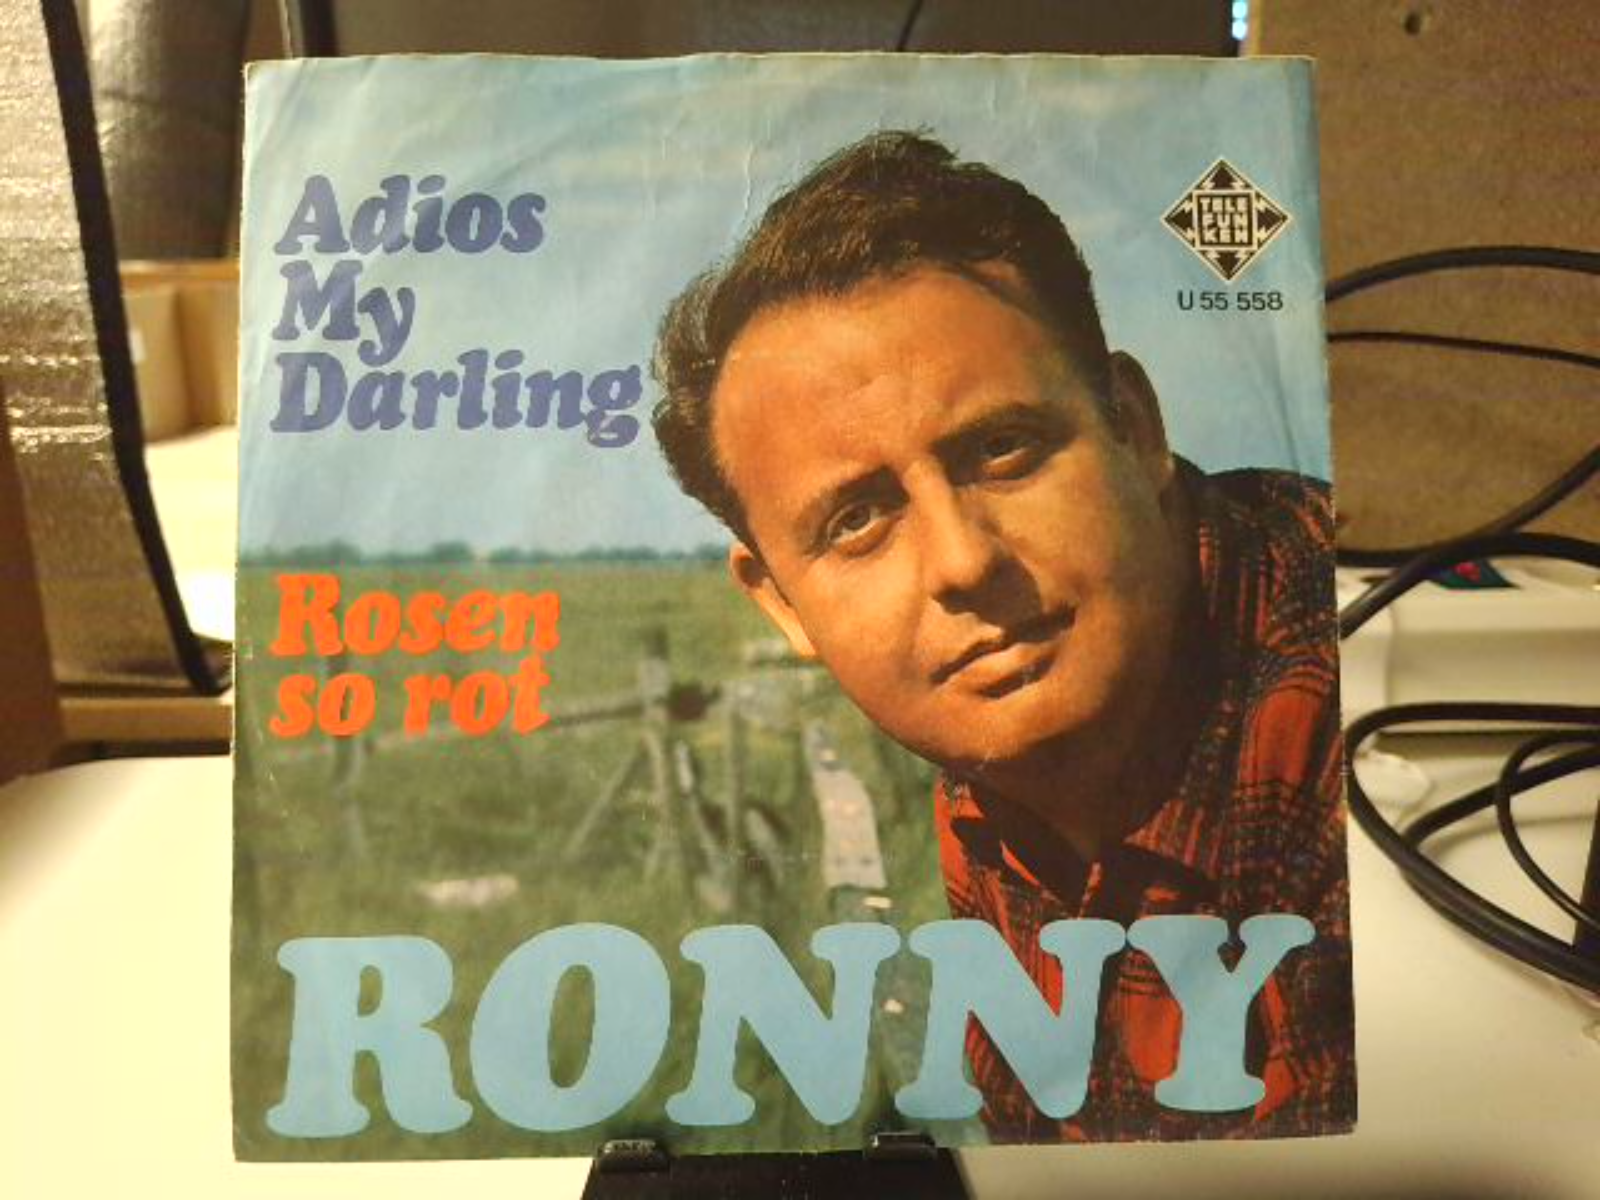 Adios
My
Darling
TELE
FUN
KEN
U 55 558
Rosen
so rot
RONNY